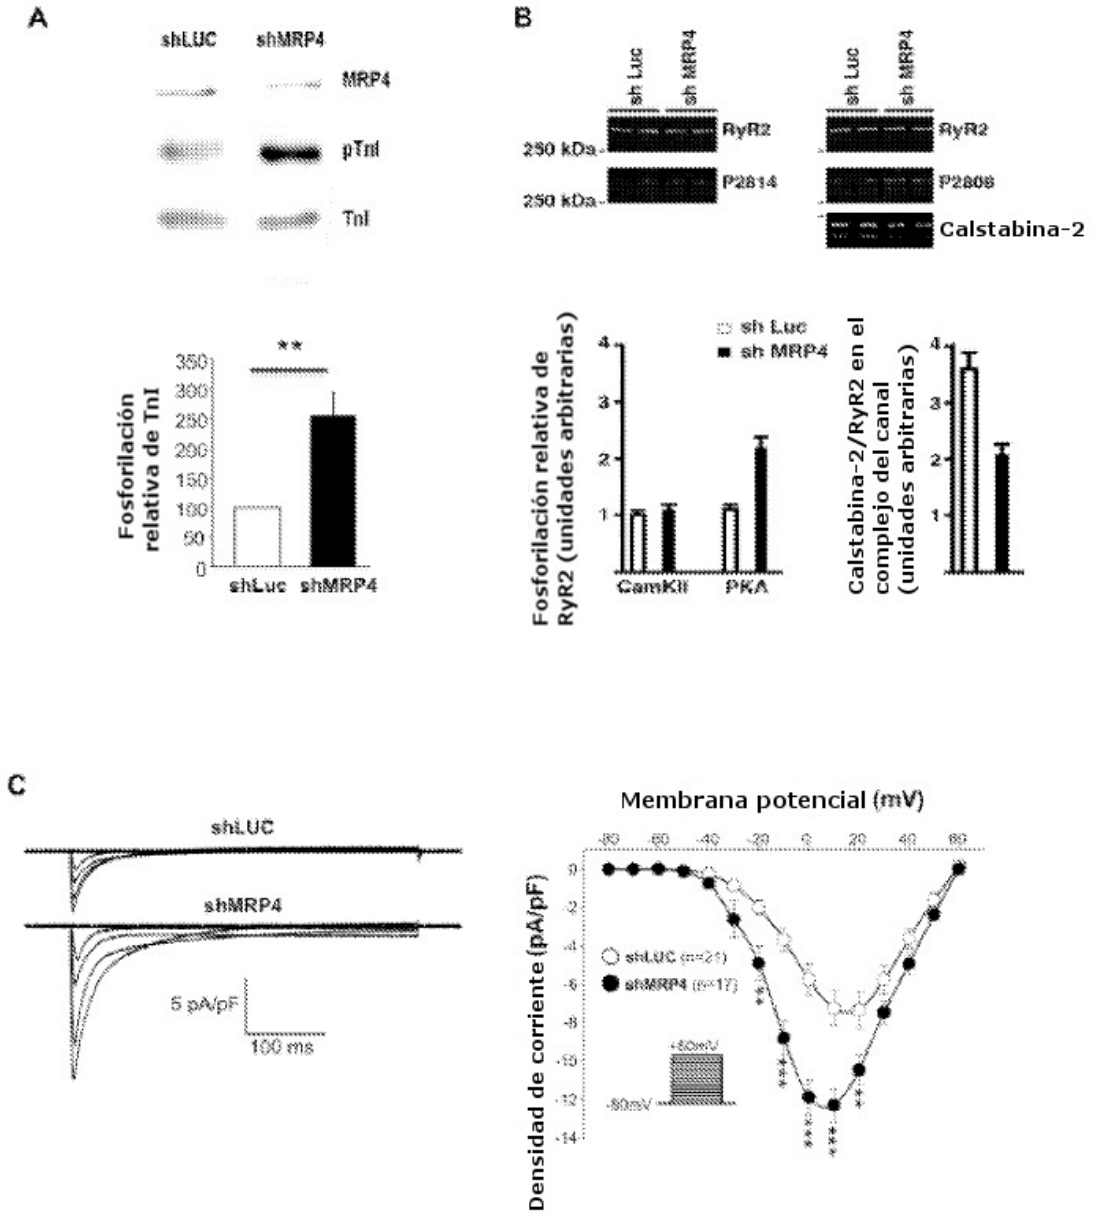 A
shLUC
shMRP4
MRP4
pTnI
TnI
**
Fosforilación
relativa de TnI
350
300
250
200
150
100
50
0
shLuc
shMRP4
B
sh Luc
sh MRP4
RyR2
250 kDa
P2814
250 kDa
sh Luc
sh MRP4
RyR2
P2808
Calstabina-2
Fosforilación relativa de
RyR2 (unidades arbitrarias)
sh Luc
sh MRP4
4
3
2
1
CamKII
PKA
Calstabina-2/RyR2 en el
complejo del canal
(unidades arbitrarias)
4
3
2
1
C
shLUC
shMRP4
5 pA/pF
100 ms
Membrana potencial (mV)
-80
-60
-40
-20
0
20
40
60
Densidad de corriente (pA/pF)
0
-2
-4
-6
-8
-10
-12
-14
shLUC (n=21)
shMRP4 (n=17)
+60mV
-80mV
**
***
***
***
**